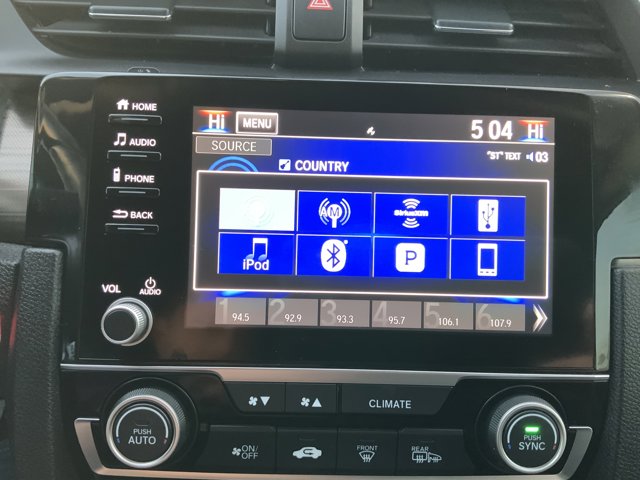 HOME
AUDIO
PHONE
BACK
VOL
AUDIO
Hi MENU 5 04 Hi
SOURCE
"ST" TEXT 03
COUNTRY
AM SiriusXM
iPod P
1 94.5 2 92.9 3 93.3 4 95.7 5 106.1 6 107.9
CLIMATE
PUSH AUTO
ON/OFF
FRONT
REAR
PUSH SYNC